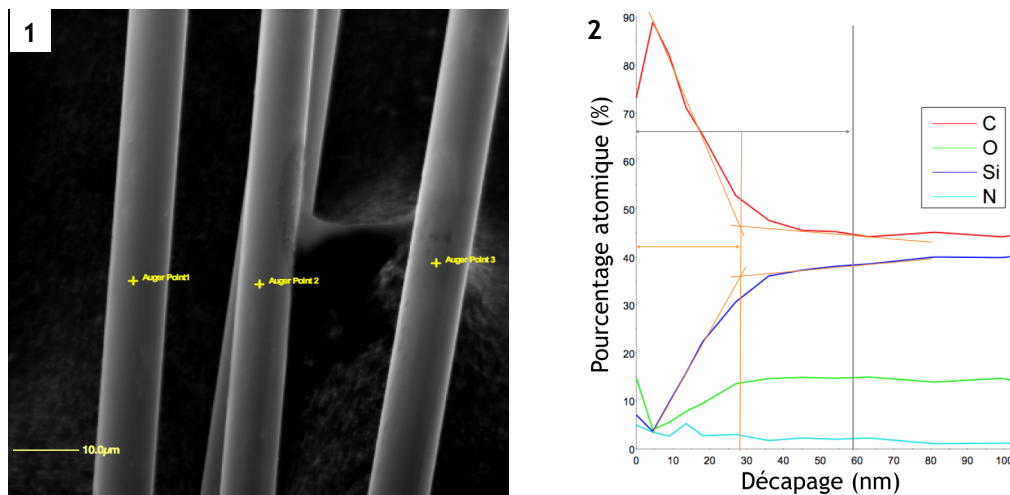 1
Auger Point1
Auger Point 2
Auger Point 3
10.0µm
2
Pourcentage atomique (%)
90
80
70
60
50
40
30
20
10
0
0
10
20
30
40
50
60
70
80
90
100
Décapage (nm)
C
O
Si
N